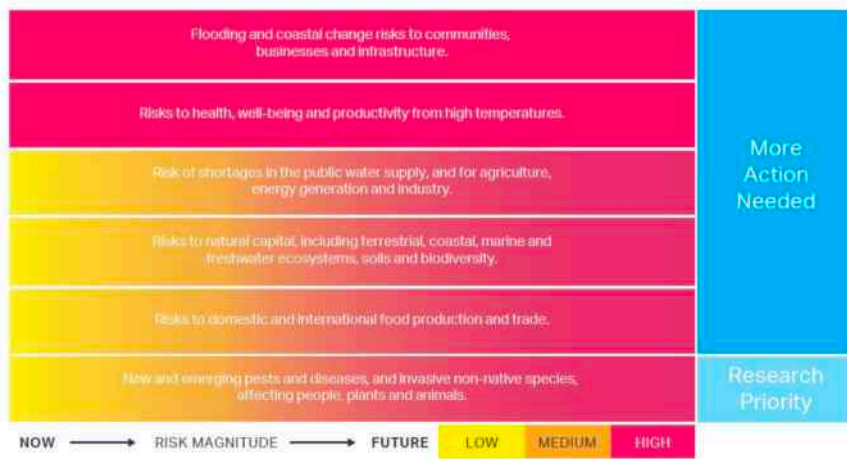 Flooding and coastal change risks to communities,
businesses and infrastructure.
Risks to health, well-being and productivity from high temperatures.
Risk of shortages in the public water supply, and for agriculture,
energy generation and industry.
Risks to natural capital, including terrestrial, coastal, marine and
freshwater ecosystems, soils and biodiversity.
Risks to domestic and international food production and trade.
More
Action
Needed
New and emerging pests and diseases, and invasive non-native species,
affecting people, plants and animals.
Research
Priority
NOW RISK MAGNITUDE FUTURE LOW MEDIUM HIGH